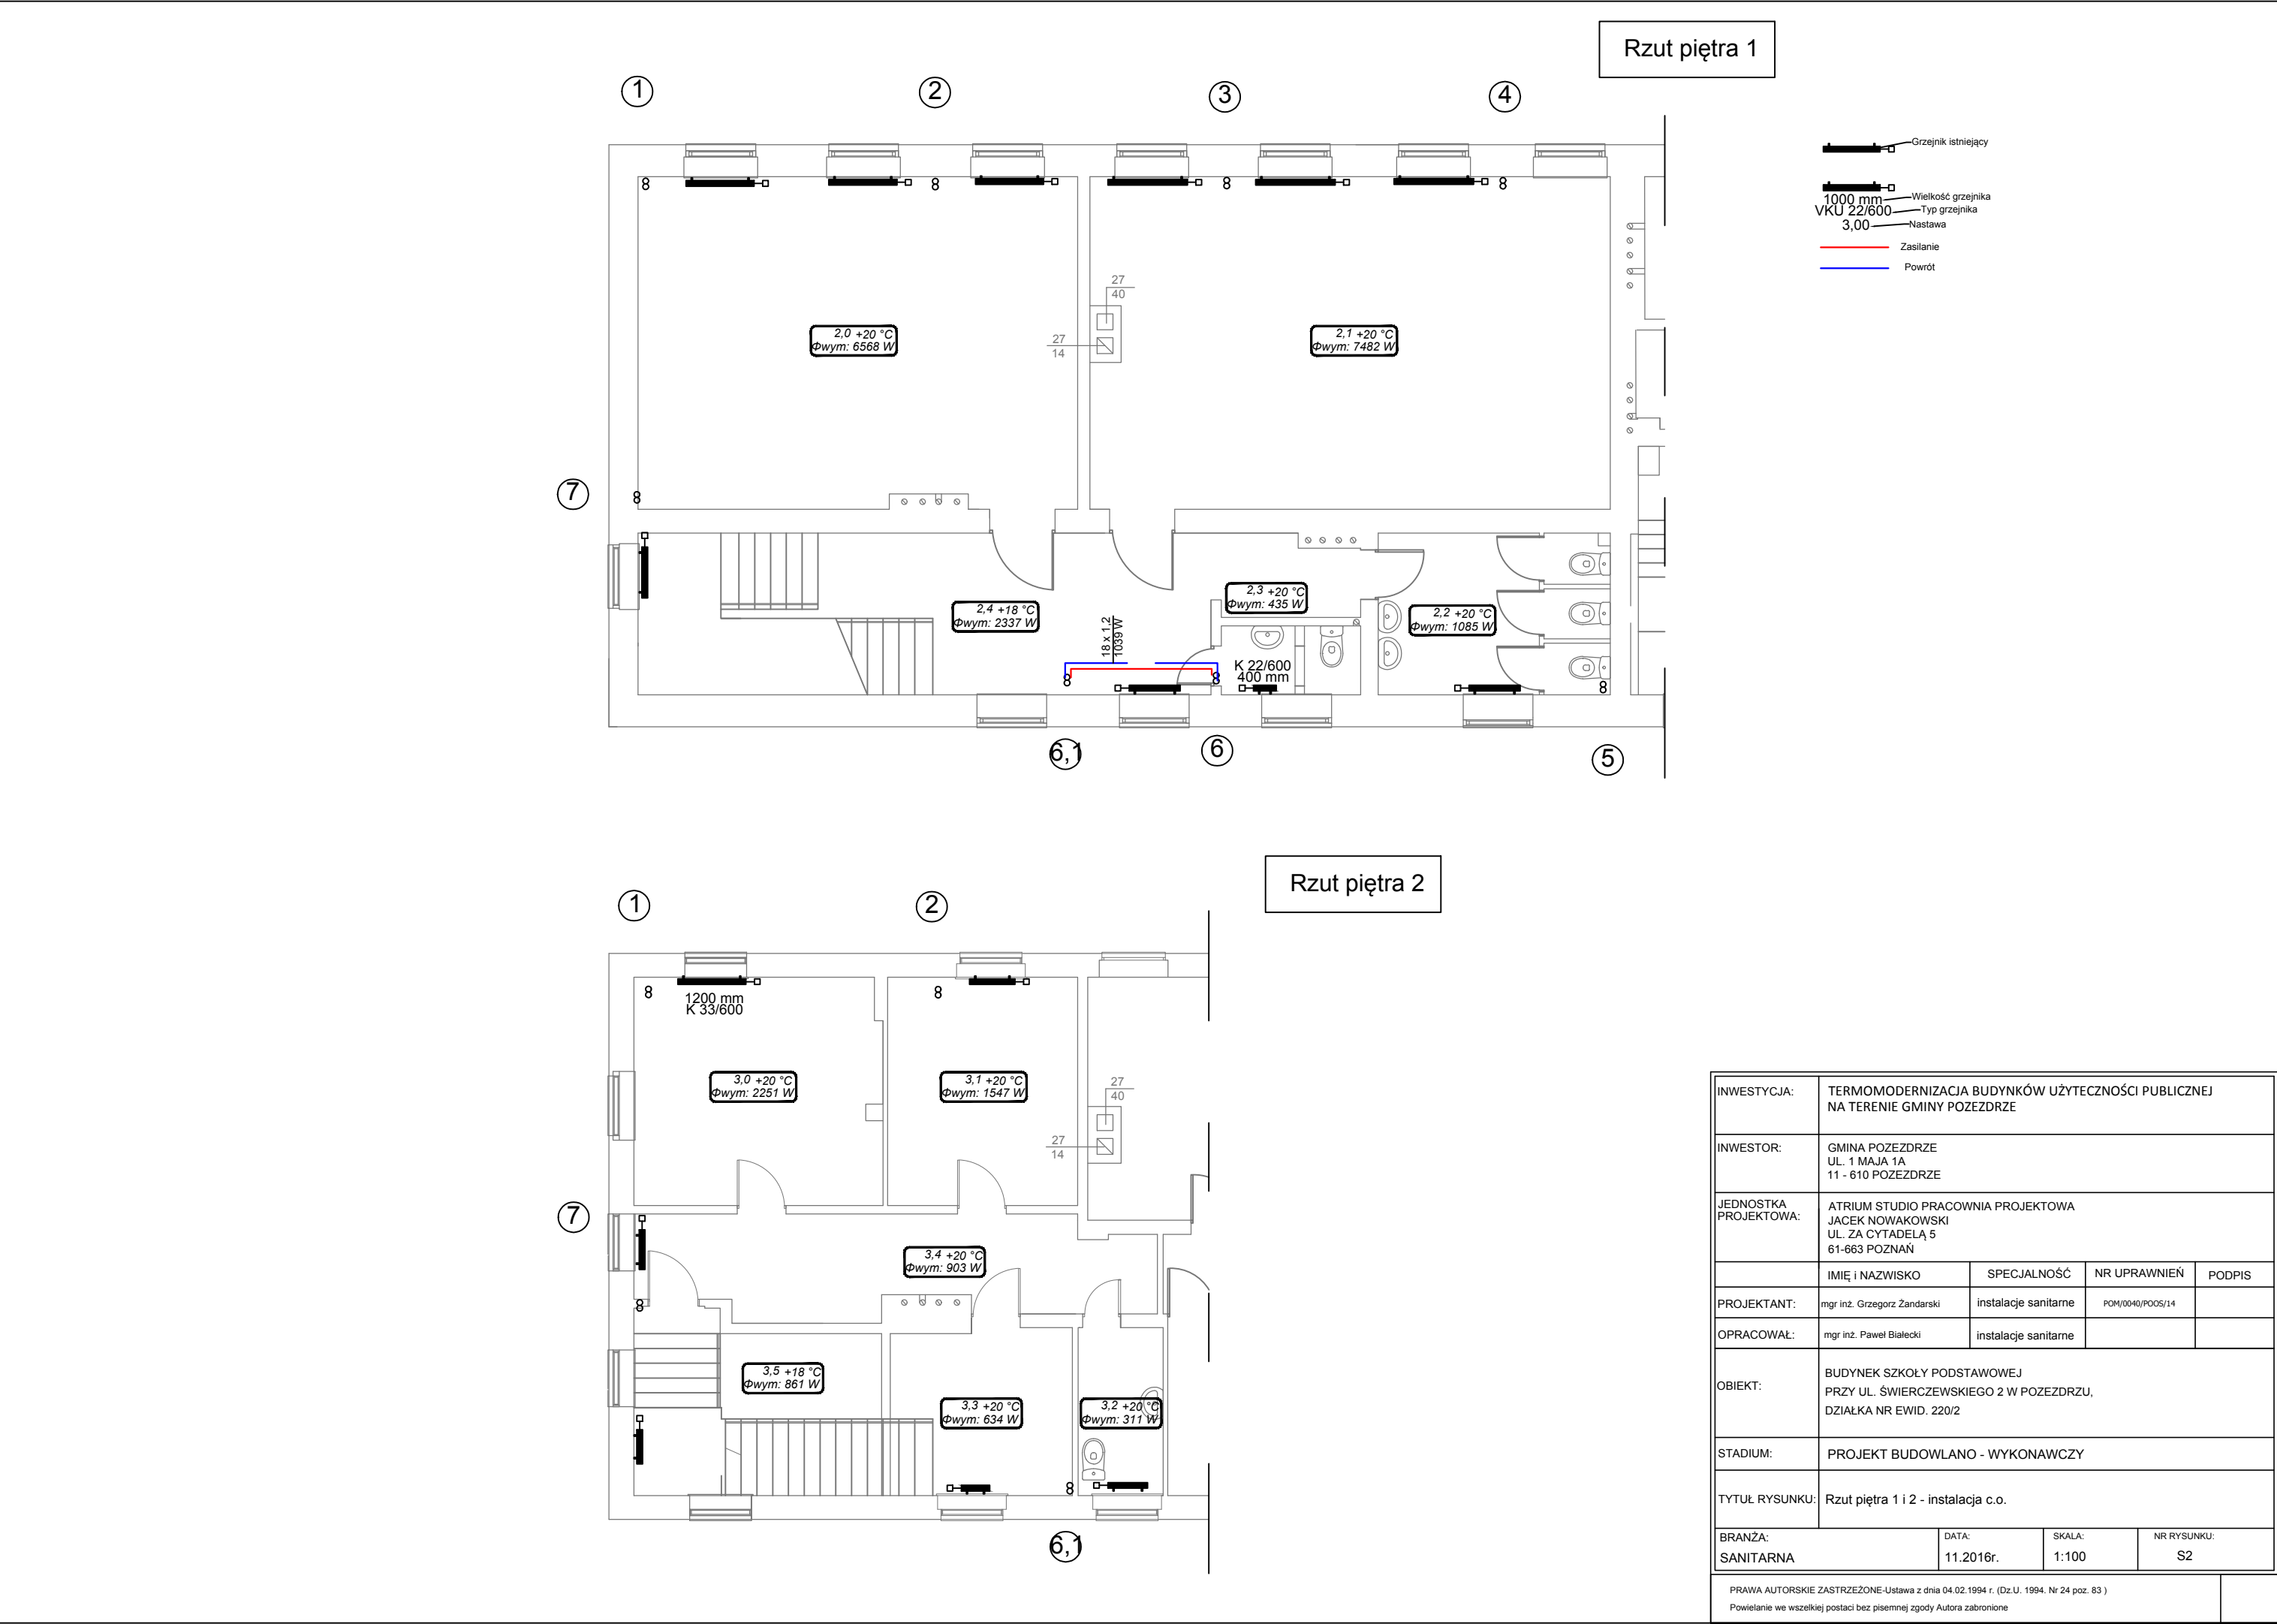 Rzut piętra 1
1
2
3
4
Grzejnik istniejący
1000 mm
Wielkość grzejnika
VKU 22/600
Typ grzejnika
3,00
Nastawa
Zasilanie
Powrót
27
40
27
14
2,0 +20 °C
Φwym: 6568 W
2,1 +20 °C
Φwym: 7482 W
7
2,3 +20 °C
Φwym: 435 W
2,4 +18 °C
Φwym: 2337 W
2,2 +20 °C
Φwym: 1085 W
18 x 1,2
1039 W
K 22/600
400 mm
6,1
6
5
Rzut piętra 2
1
2
1200 mm
K 33/600
3,0 +20 °C
Φwym: 2251 W
3,1 +20 °C
Φwym: 1547 W
27
40
27
14
7
3,4 +20 °C
Φwym: 903 W
3,5 +18 °C
Φwym: 861 W
3,3 +20 °C
Φwym: 634 W
3,2 +20 °C
Φwym: 311 W
6,1
INWESTYCJA:
TERMOMODERNIZACJA BUDYNKÓW UŻYTECZNOŚCI PUBLICZNEJ
NA TERENIE GMINY POZEZDRZE
INWESTOR:
GMINA POZEZDRZE
UL. 1 MAJA 1A
11 - 610 POZEZDRZE
JEDNOSTKA
PROJEKTOWA:
ATRIUM STUDIO PRACOWNIA PROJEKTOWA
JACEK NOWAKOWSKI
UL. ZA CYTADELĄ 5
61-663 POZNAŃ
IMIĘ i NAZWISKO SPECJALNOŚĆ NR UPRAWNIEŃ PODPIS
PROJEKTANT: mgr inż. Grzegorz Żandarski instalacje sanitarne POM/0040/POOS/14
OPRACOWAŁ: mgr inż. Paweł Białecki instalacje sanitarne
OBIEKT:
BUDYNEK SZKOŁY PODSTAWOWEJ
PRZY UL. ŚWIERCZEWSKIEGO 2 W POZEZDRZU,
DZIAŁKA NR EWID. 220/2
STADIUM: PROJEKT BUDOWLANO - WYKONAWCZY
TYTUŁ RYSUNKU: Rzut piętra 1 i 2 - instalacja c.o.
BRANŻA: DATA: SKALA: NR RYSUNKU:
SANITARNA 11.2016r. 1:100 S2
PRAWA AUTORSKIE ZASTRZEŻONE-Ustawa z dnia 04.02.1994 r. (Dz.U. 1994. Nr 24 poz. 83 )
Powielanie we wszelkiej postaci bez pisemnej zgody Autora zabronione